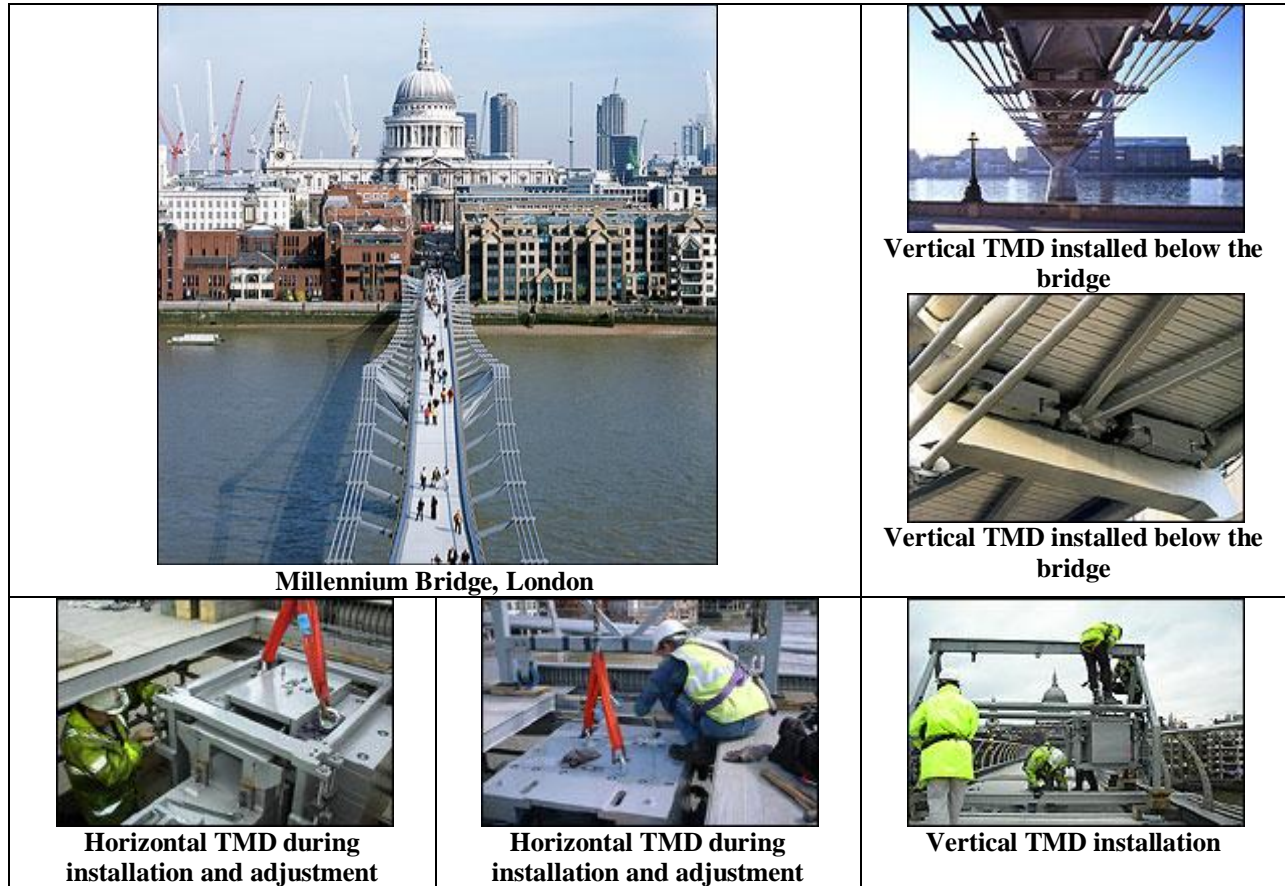 Millennium Bridge, London
Vertical TMD installed below the
bridge
Vertical TMD installed below the
bridge
Horizontal TMD during
installation and adjustment
Horizontal TMD during
installation and adjustment
Vertical TMD installation